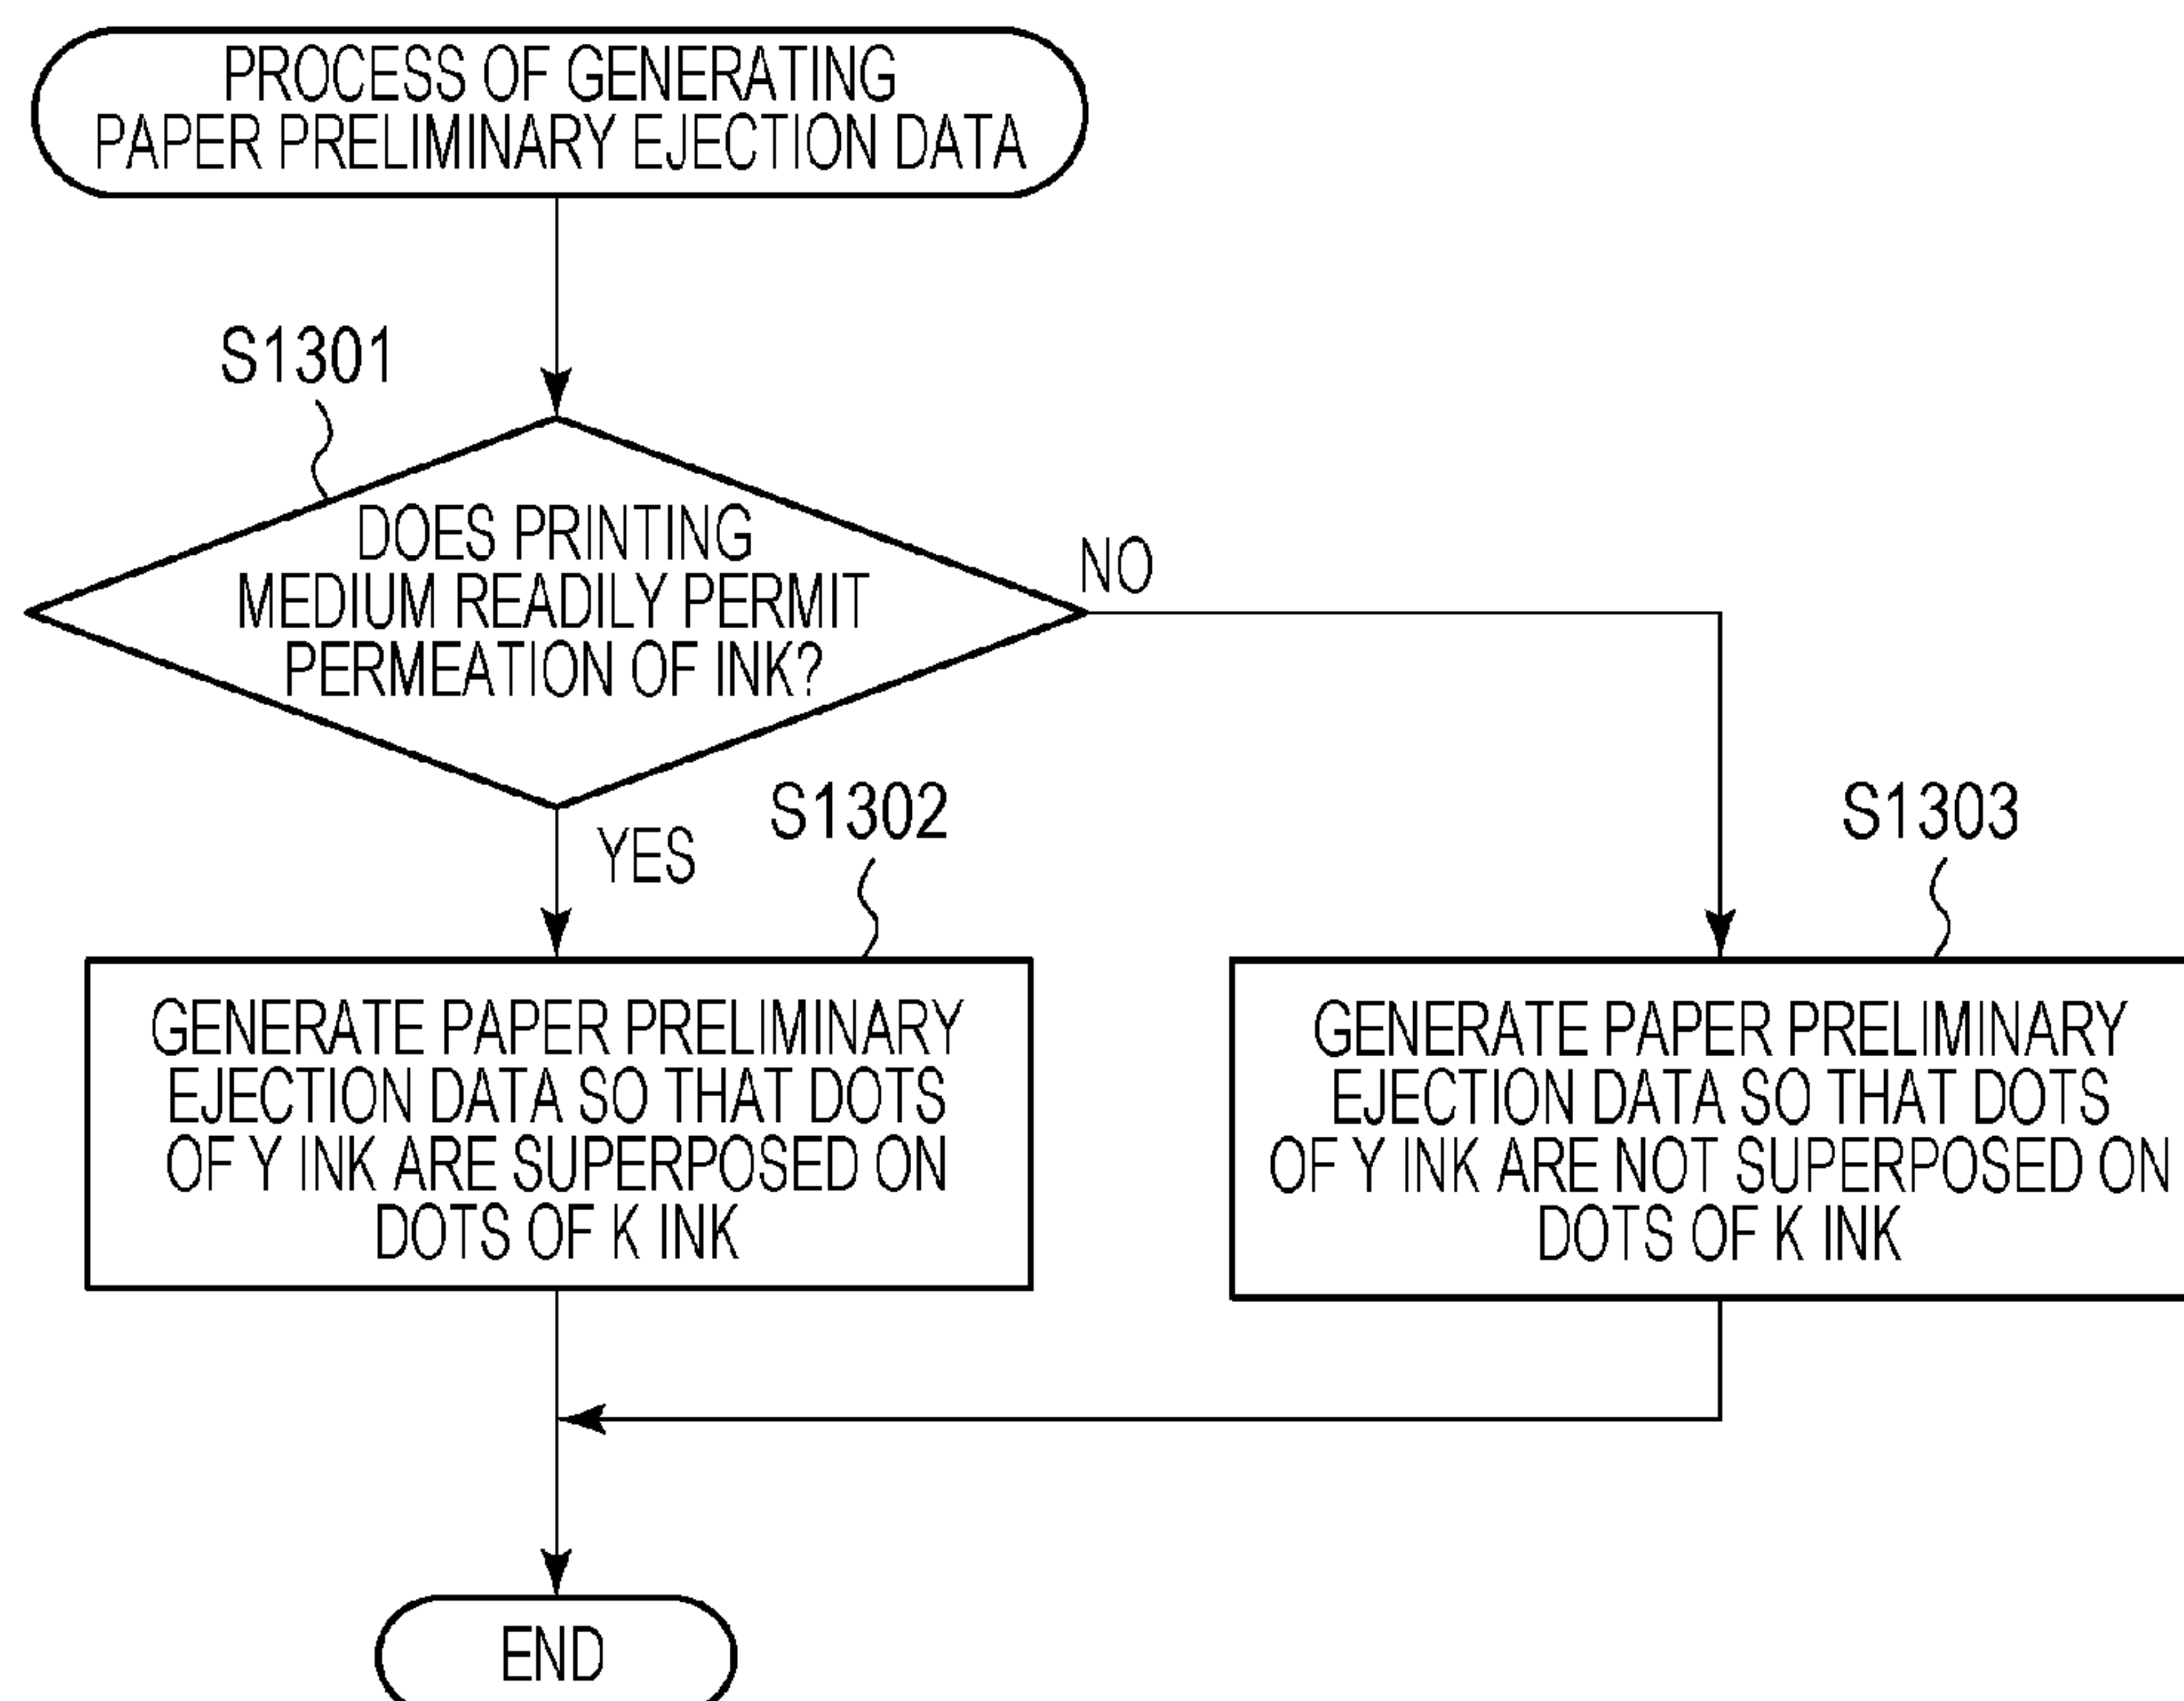 PROCESS OF GENERATING
PAPER PRELIMINARY EJECTION DATA
S1301
DOES PRINTING
MEDIUM READILY PERMIT
PERMEATION OF INK?
NO
YES
S1302
GENERATE PAPER PRELIMINARY
EJECTION DATA SO THAT DOTS
OF Y INK ARE SUPERPOSED ON
DOTS OF K INK
S1303
GENERATE PAPER PRELIMINARY
EJECTION DATA SO THAT DOTS
OF Y INK ARE NOT SUPERPOSED ON
DOTS OF K INK
END